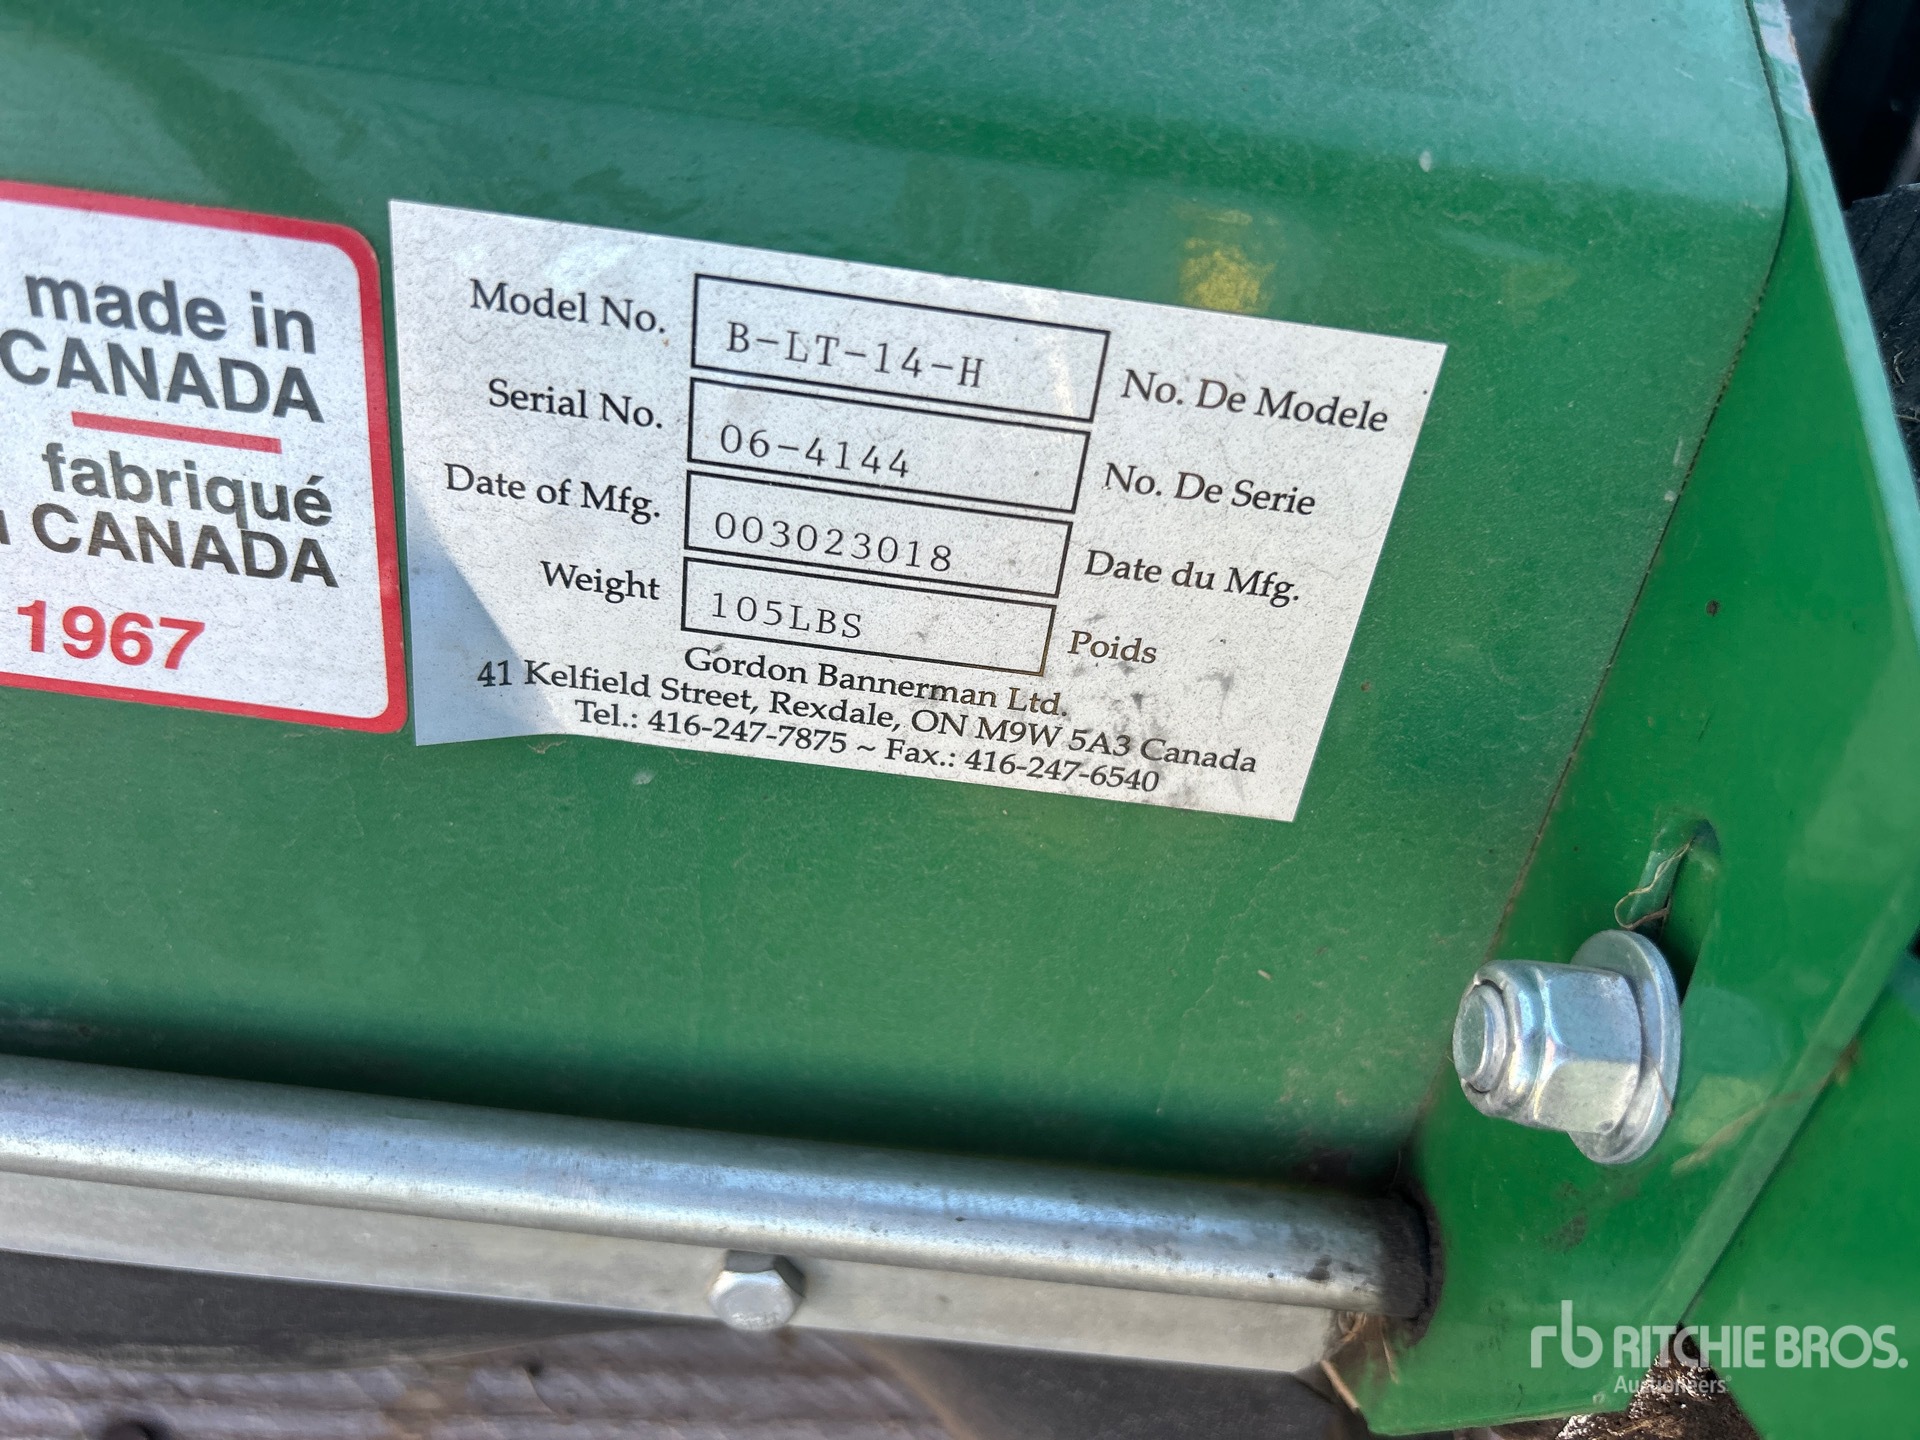 made in
CANADA
fabriqué
CANADA
1967
Model No. B-LT-14-H No. De Modele
Serial No. 06-4144 No. De Serie
Date of Mfg. 003023018 Date du Mfg.
Weight 105LBS Poids
Gordon Bannerman Ltd.
41 Kelfield Street, Rexdale, ON M9W 5A3 Canada
Tel.: 416-247-7875 ~ Fax.: 416-247-6540
rb RITCHIE BROS.
Auctioneers